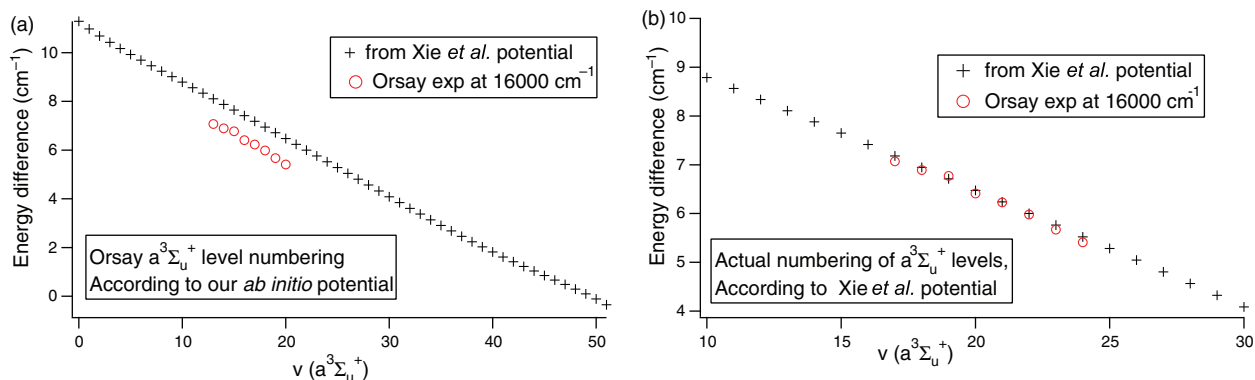 (a)
Energy difference (cm⁻¹)
10
8
6
4
2
0
+ from Xie et al. potential
○ Orsay exp at 16000 cm⁻¹
Orsay a³Σᵤ⁺ level numbering
According to our ab initio potential
0 10 20 30 40 50
v (a³Σᵤ⁺)
(b)
Energy difference (cm⁻¹)
10
9
8
7
6
5
4
+ from Xie et al. potential
○ Orsay exp at 16000 cm⁻¹
Actual numbering of a³Σᵤ⁺ levels,
According to Xie et al. potential
10 15 20 25 30
v (a³Σᵤ⁺)